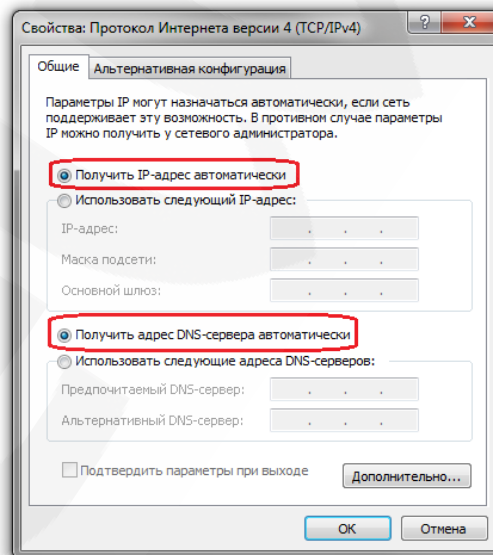 Свойства: Протокол Интернета версии 4 (TCP/IPv4)
Общие
Альтернативная конфигурация
Параметры IP могут назначаться автоматически, если сеть
поддерживает эту возможность. В противном случае параметры
IP можно получить у сетевого администратора.
Получить IP-адрес автоматически
Использовать следующий IP-адрес:
IP-адрес:
Маска подсети:
Основной шлюз:
Получить адрес DNS-сервера автоматически
Использовать следующие адреса DNS-серверов:
Предпочитаемый DNS-сервер:
Альтернативный DNS-сервер:
Подтвердить параметры при выходе
Дополнительно...
ОК
Отмена